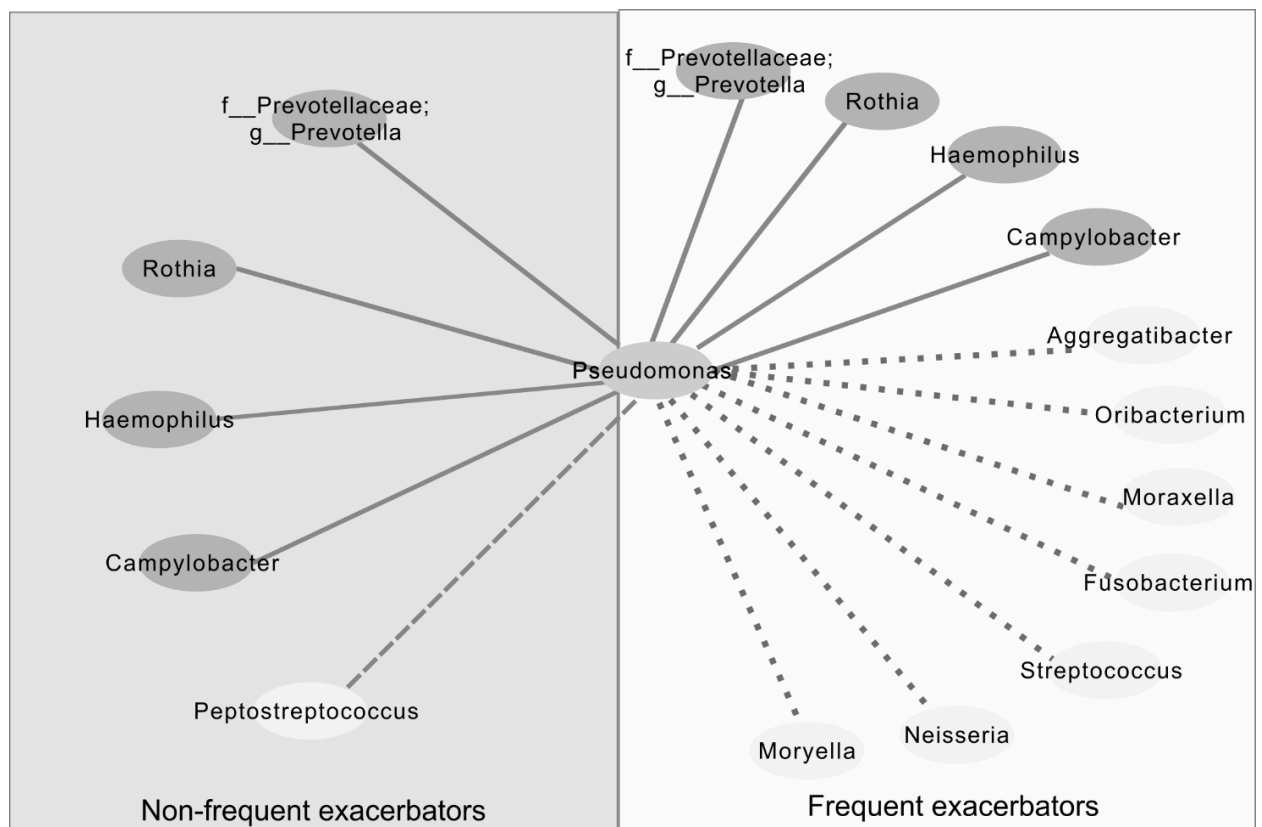 f__Prevotellaceae;
g__Prevotella
Rothia
Haemophilus
Campylobacter
Peptostreptococcus
Non-frequent exacerbators
Pseudomonas
f__Prevotellaceae;
g__Prevotella
Rothia
Haemophilus
Campylobacter
Aggregatibacter
Oribacterium
Moraxella
Fusobacterium
Streptococcus
Neisseria
Moryella
Frequent exacerbators